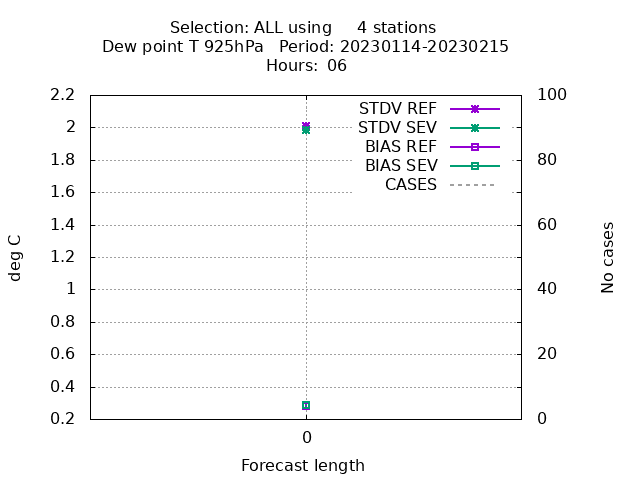 Selection: ALL using     4 stations
Dew point T 925hPa   Period: 20230114-20230215
Hours:  06
STDV REF
STDV SEV
BIAS REF
BIAS SEV
CASES
2.2
2
1.8
1.6
1.4
1.2
1
0.8
0.6
0.4
0.2
100
80
60
40
20
0
deg C
No cases
0
Forecast length